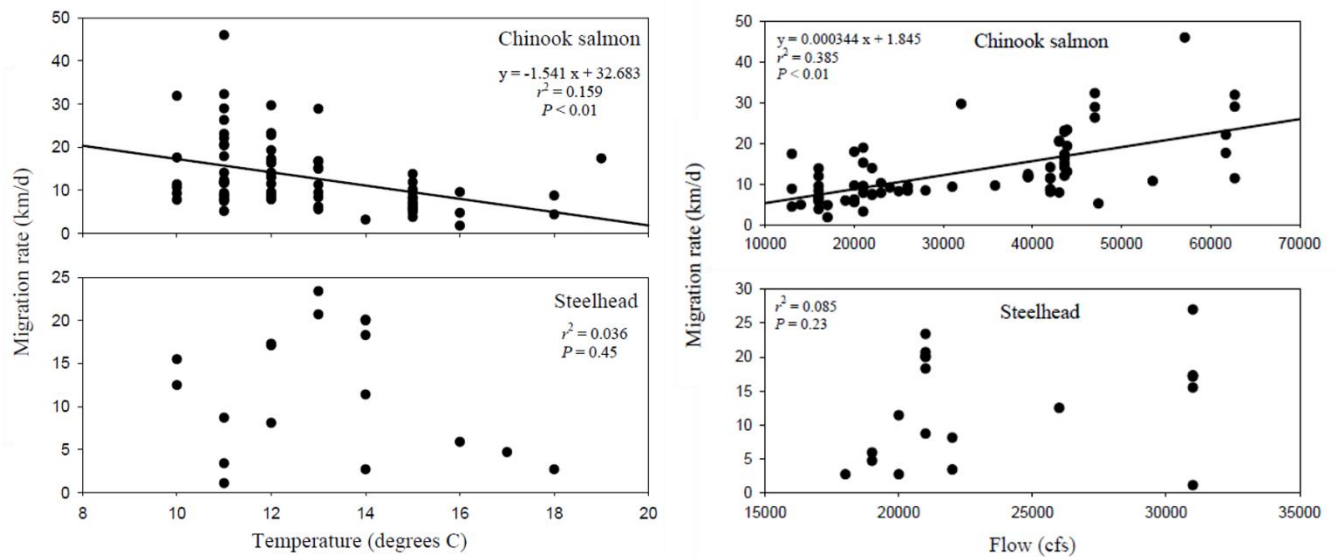 Migration rate (km/d)
50
40
30
20
10
0
Chinook salmon
y = -1.541 x + 32.683
r² = 0.159
P < 0.01
25
20
15
10
5
0
Steelhead
r² = 0.036
P = 0.45
8
10
12
14
16
18
20
Temperature (degrees C)
Migration rate (km/d)
50
40
30
20
10
0
y = 0.000344 x + 1.845
r² = 0.385
P < 0.01
Chinook salmon
10000
20000
30000
40000
50000
60000
70000
30
25
20
15
10
5
0
r² = 0.085
P = 0.23
Steelhead
15000
20000
25000
30000
35000
Flow (cfs)